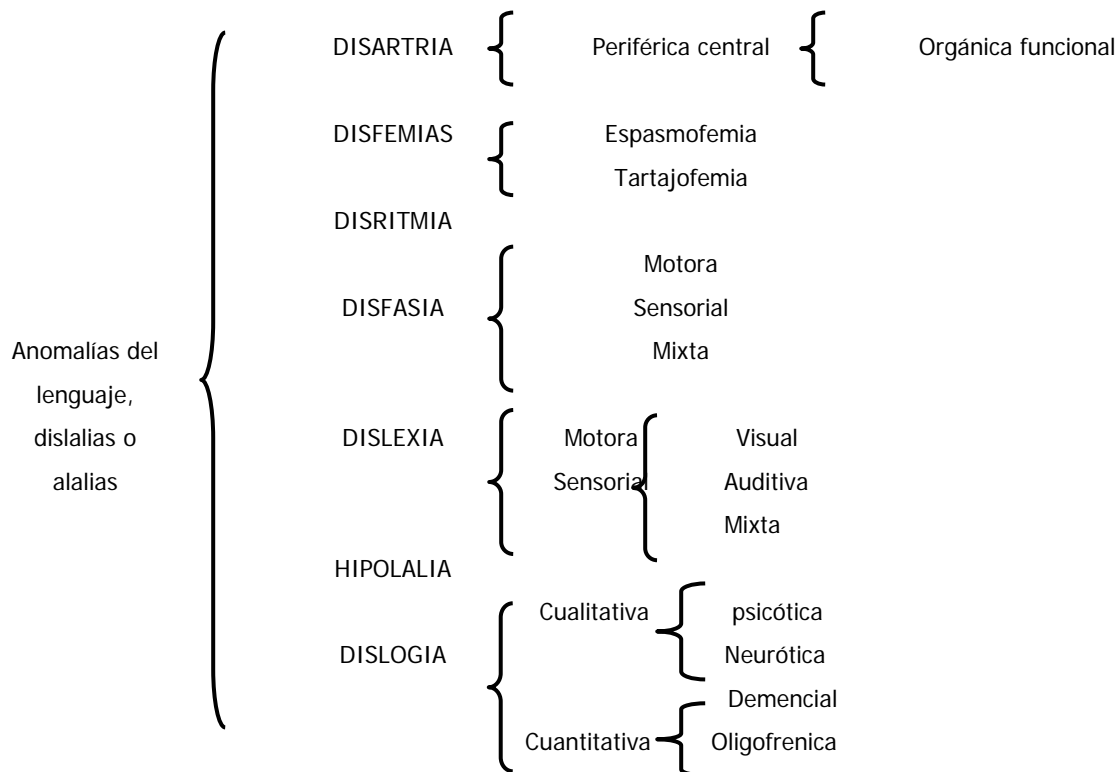 DISARTRIA Periférica central Orgánica funcional
DISFEMIAS Espasmofemia
Tartajofemia
DISRITMIA
Motora
DISFASIA Sensorial
Anomalías del Mixta
lenguaje,
dislalias o DISLEXIA Motora Visual
alalias Sensorial Auditiva
Mixta
HIPOLALIA
Cualitativa psicótica
DISLOGIA Neurótica
Demencial
Cuantitativa Oligofrenica